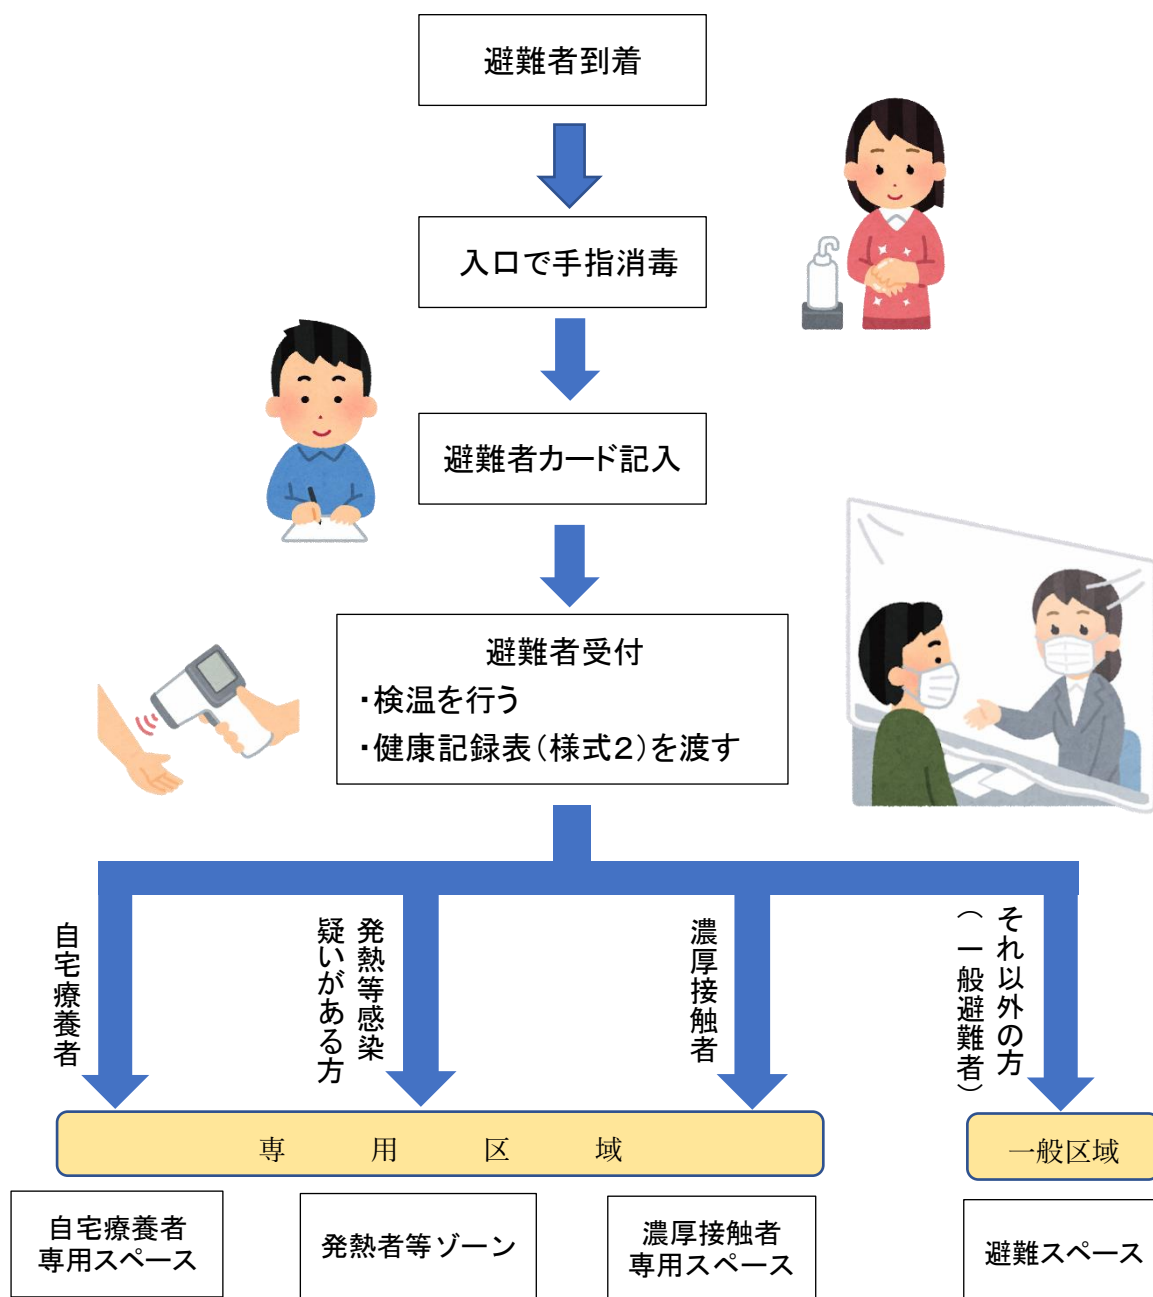 避難者到着
入口で手指消毒
避難者カード記入
避難者受付
・検温を行う
・健康記録表（様式２）を渡す
自宅療養者
発熱等感染
疑いがある方
濃厚接触者
それ以外の方
（一般避難者）
専用区域
一般区域
自宅療養者
専用スペース
発熱者等ゾーン
濃厚接触者
専用スペース
避難スペース